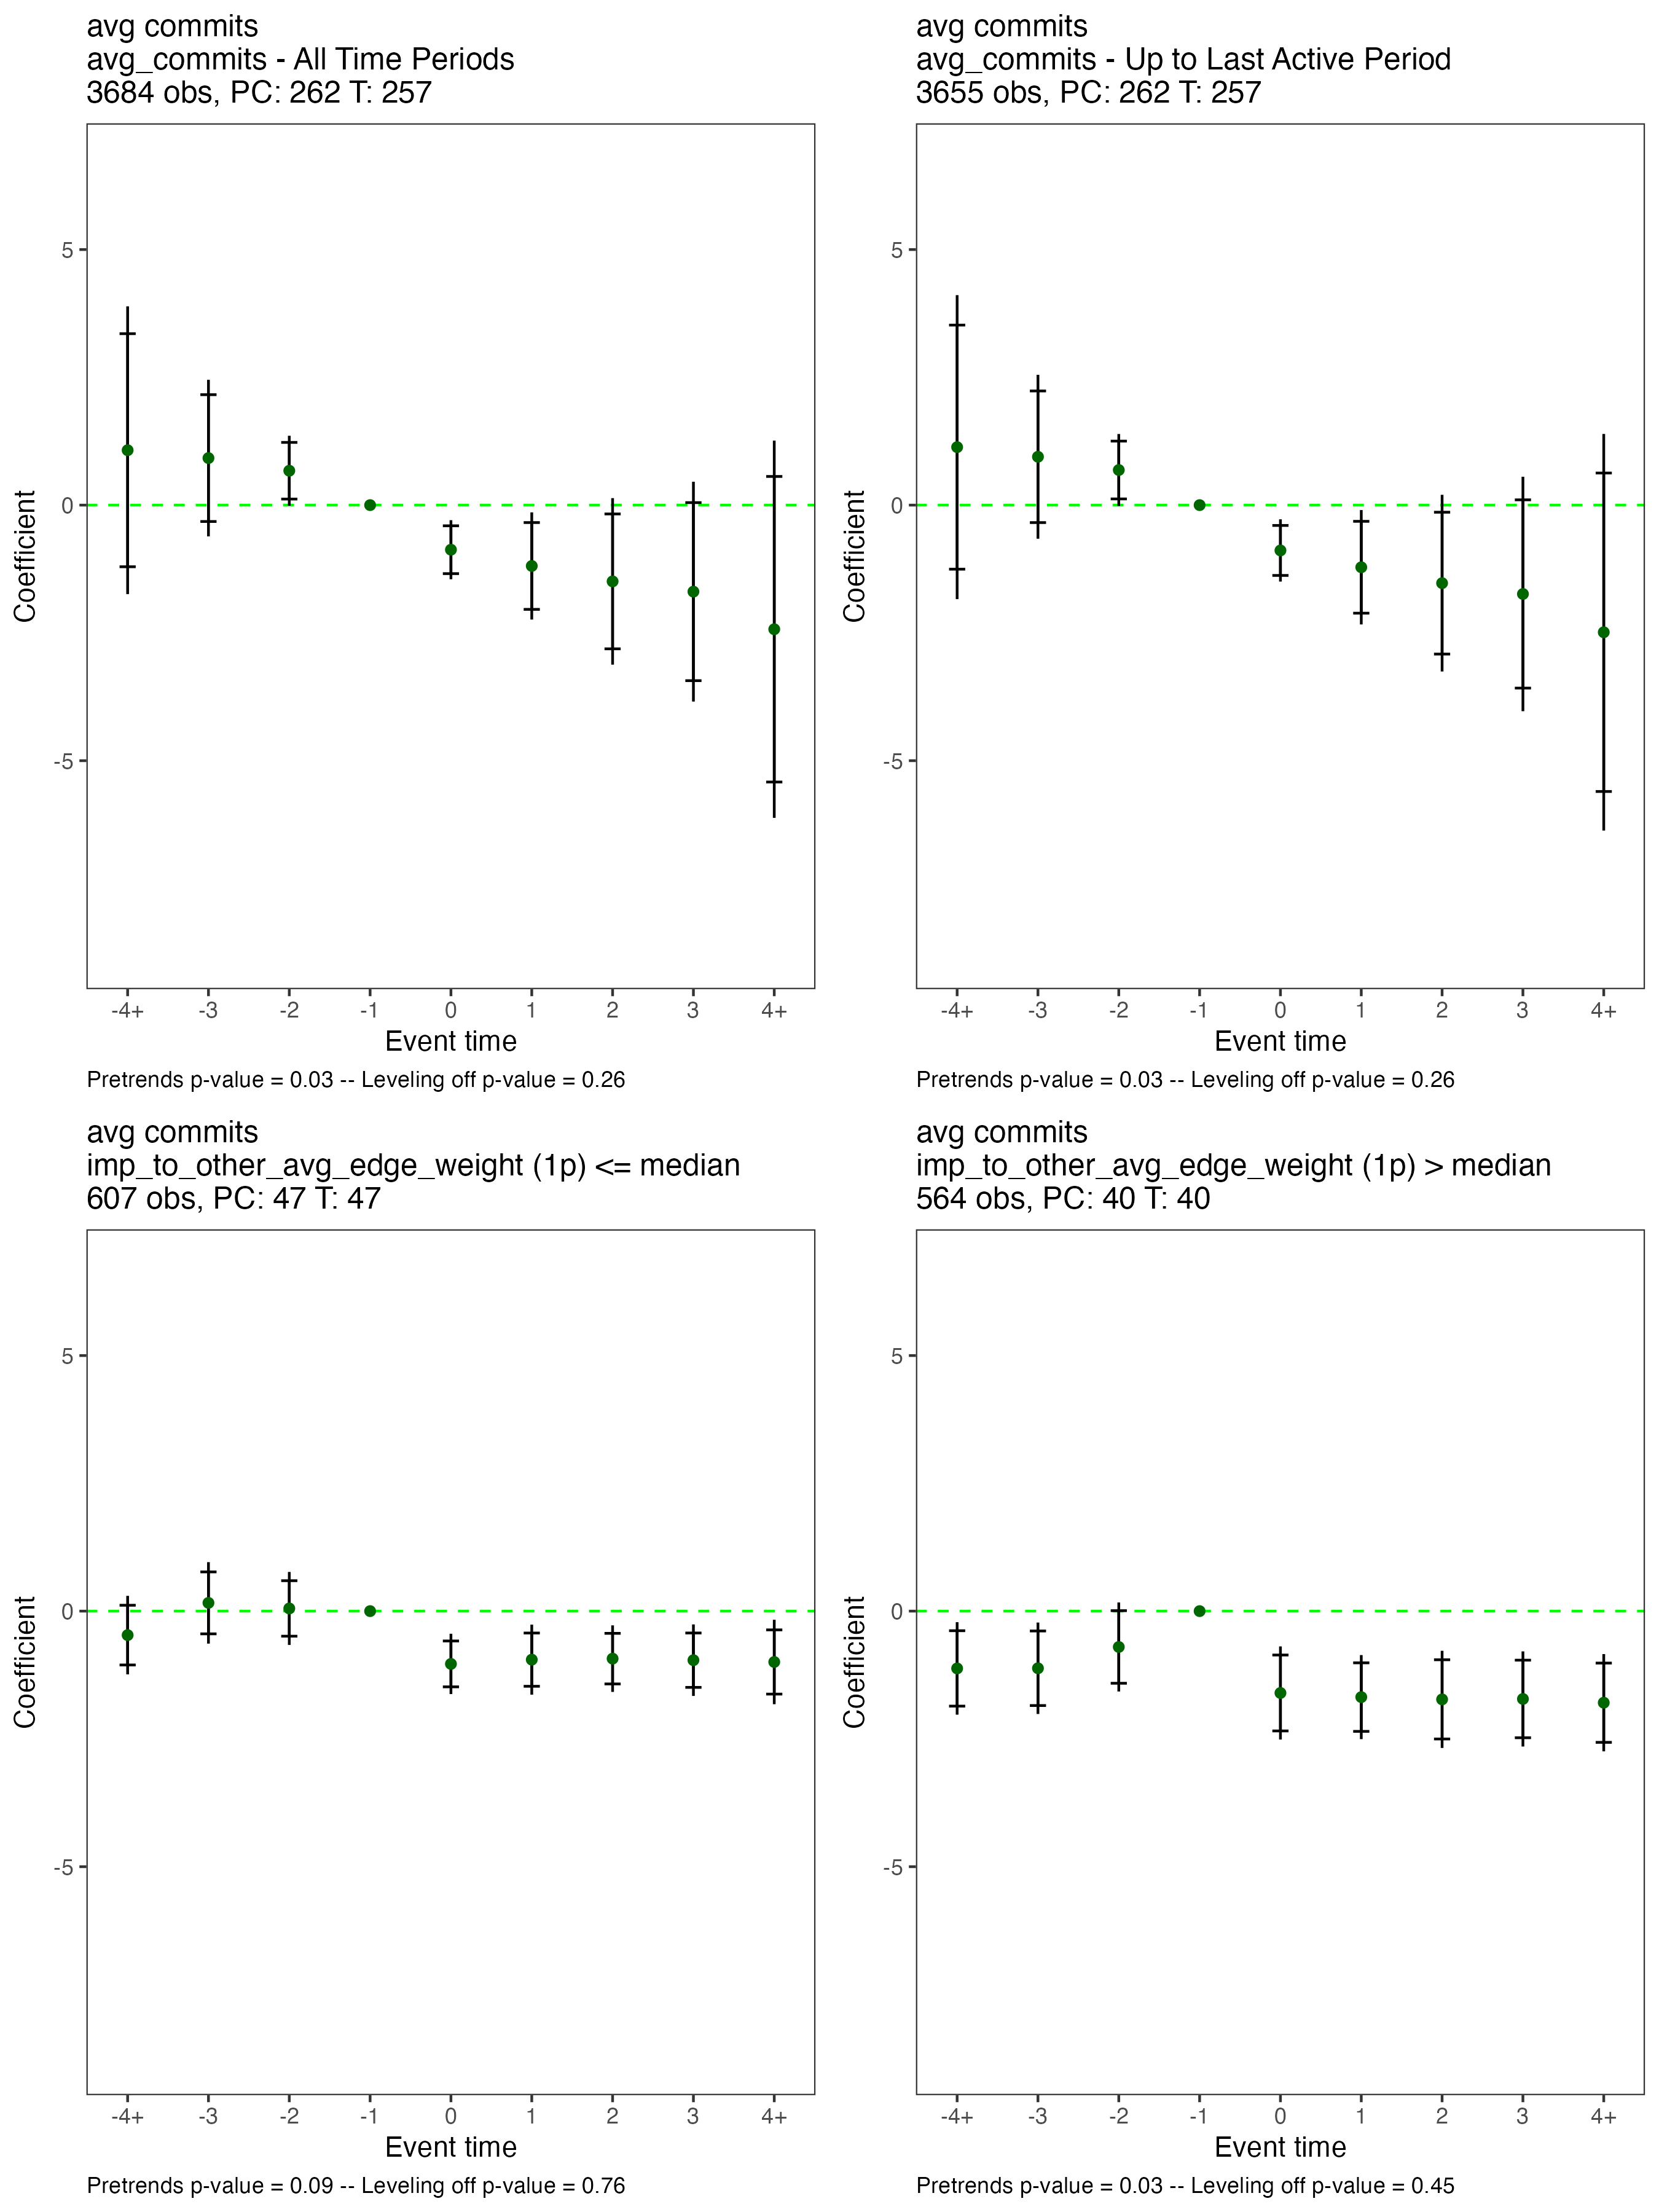 avg commits
avg_commits - All Time Periods
3684 obs, PC: 262 T: 257
Coefficient
5
0
-5
-4+ -3 -2 -1 0 1 2 3 4+
Event time
Pretrends p-value = 0.03 -- Leveling off p-value = 0.26
avg commits
avg_commits - Up to Last Active Period
3655 obs, PC: 262 T: 257
Coefficient
5
0
-5
-4+ -3 -2 -1 0 1 2 3 4+
Event time
Pretrends p-value = 0.03 -- Leveling off p-value = 0.26
avg commits
imp_to_other_avg_edge_weight (1p) <= median
607 obs, PC: 47 T: 47
Coefficient
5
0
-5
-4+ -3 -2 -1 0 1 2 3 4+
Event time
Pretrends p-value = 0.09 -- Leveling off p-value = 0.76
avg commits
imp_to_other_avg_edge_weight (1p) > median
564 obs, PC: 40 T: 40
Coefficient
5
0
-5
-4+ -3 -2 -1 0 1 2 3 4+
Event time
Pretrends p-value = 0.03 -- Leveling off p-value = 0.45